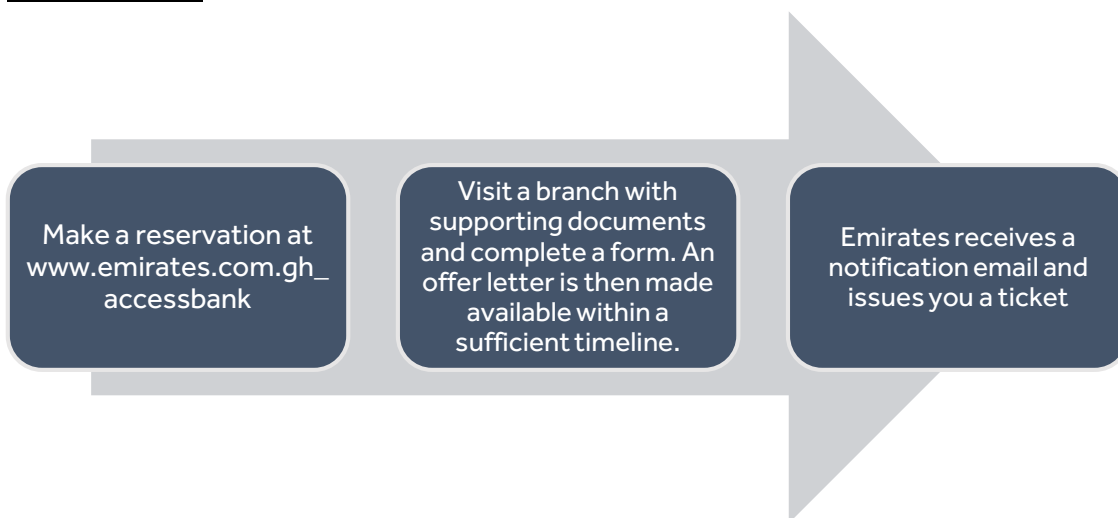 Make a reservation at
www.emirates.com.gh_
accessbank
Visit a branch with
supporting documents
and complete a form. An
offer letter is then made
available within a
sufficient timeline.
Emirates receives a
notification email and
issues you a ticket